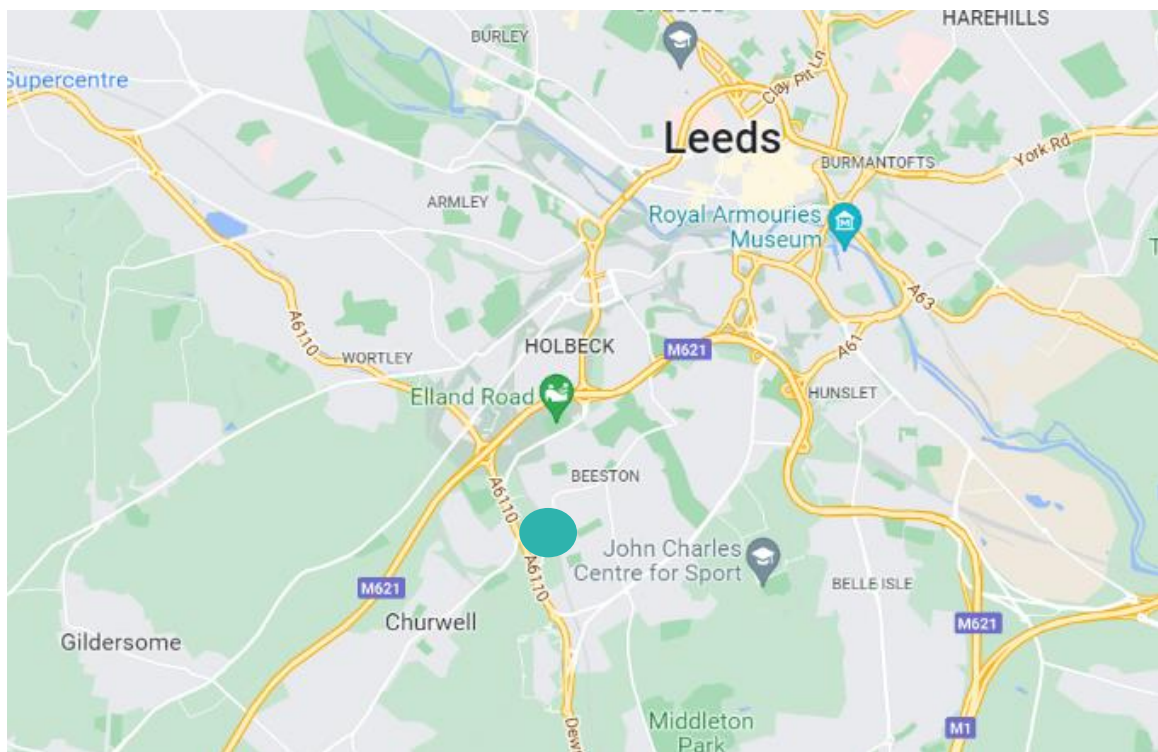 HAREHILLS
BURLEY
Clay Pit Ln
Supercentre
Leeds
York Rd
BURMANTOFTS
ARMLEY
Royal Armouries
Museum
A63
A6110
A61
WORTLEY
HOLBECK
M621
Elland Road
HUNSLET
BEESTON
A6110
John Charles
Centre for Sport
A6110
BELLE ISLE
M621
Churwell
M621
Gildersome
Middleton
Park
M1